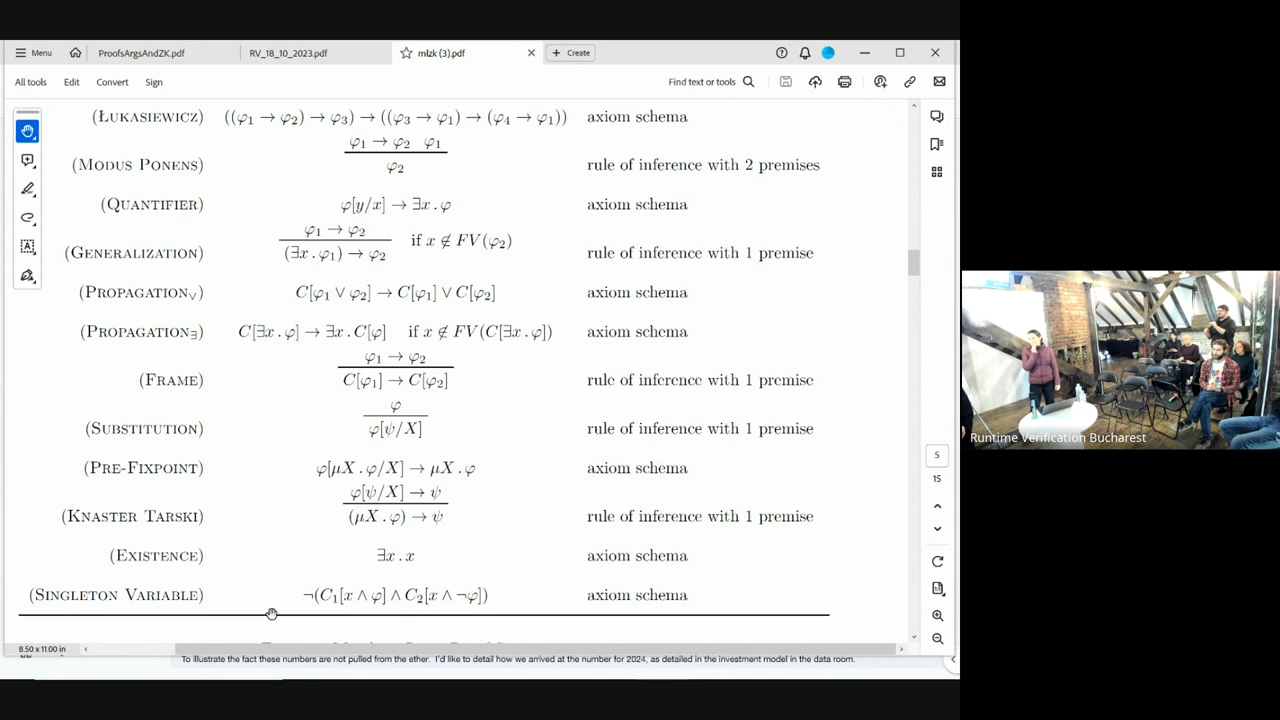 Menu ProofsArgsAndZK.pdf RV_18_10_2023.pdf mlzk (3).pdf × + Create
All tools Edit Convert Sign Find text or tools
(ŁUKASIEWICZ) ((φ₁ → φ₂) → φ₃) → ((φ₃ → φ₁) → (φ₄ → φ₁)) axiom schema
φ₁ → φ₂ φ₁
(MODUS PONENS) φ₂ rule of inference with 2 premises
(QUANTIFIER) φ[y/x] → ∃x . φ axiom schema
φ₁ → φ₂
if x ∉ FV(φ₂)
(GENERALIZATION) (∃x . φ₁) → φ₂ rule of inference with 1 premise
(PROPAGATION∨) C[φ₁ ∨ φ₂] → C[φ₁] ∨ C[φ₂] axiom schema
(PROPAGATION∃) C[∃x . φ] → ∃x . C[φ] if x ∉ FV(C[∃x . φ]) axiom schema
φ₁ → φ₂
(FRAME) C[φ₁] → C[φ₂] rule of inference with 1 premise
φ
(SUBSTITUTION) φ[ψ/X] rule of inference with 1 premise
(PRE-FIXPOINT) φ[μX . φ/X] → μX . φ axiom schema
φ[ψ/X] → ψ
(KNASTER TARSKI) (μX . φ) → ψ rule of inference with 1 premise
(EXISTENCE) ∃x . x axiom schema
(SINGLETON VARIABLE) ¬(C₁[x ∧ φ] ∧ C₂[x ∧ ¬φ]) axiom schema
5
15
8.50 x 11.00 in
To illustrate the fact these numbers are not pulled from the ether. I'd like to detail how we arrived at the number for 2024, as detailed in the investment model in the data room.
Runtime Verification Bucharest